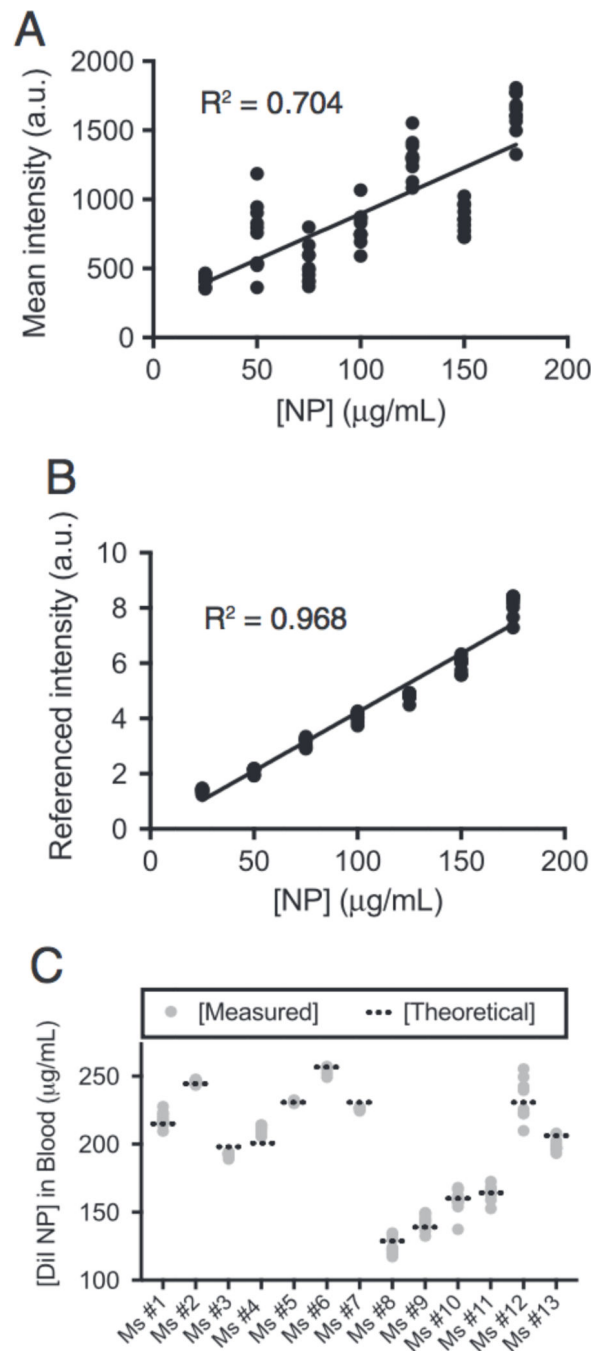 A
Mean intensity (a.u.)
2000
1500
1000
500
0
R² = 0.704
0 50 100 150 200
[NP] (μg/mL)
B
Referenced intensity (a.u.)
10
8
6
4
2
0
R² = 0.968
0 50 100 150 200
[NP] (μg/mL)
C
[Measured] [Theoretical]
[DiI NP] in Blood (μg/mL)
250
200
150
100
Ms #1 Ms #2 Ms #3 Ms #4 Ms #5 Ms #6 Ms #7 Ms #8 Ms #9 Ms #10 Ms #11 Ms #12 Ms #13